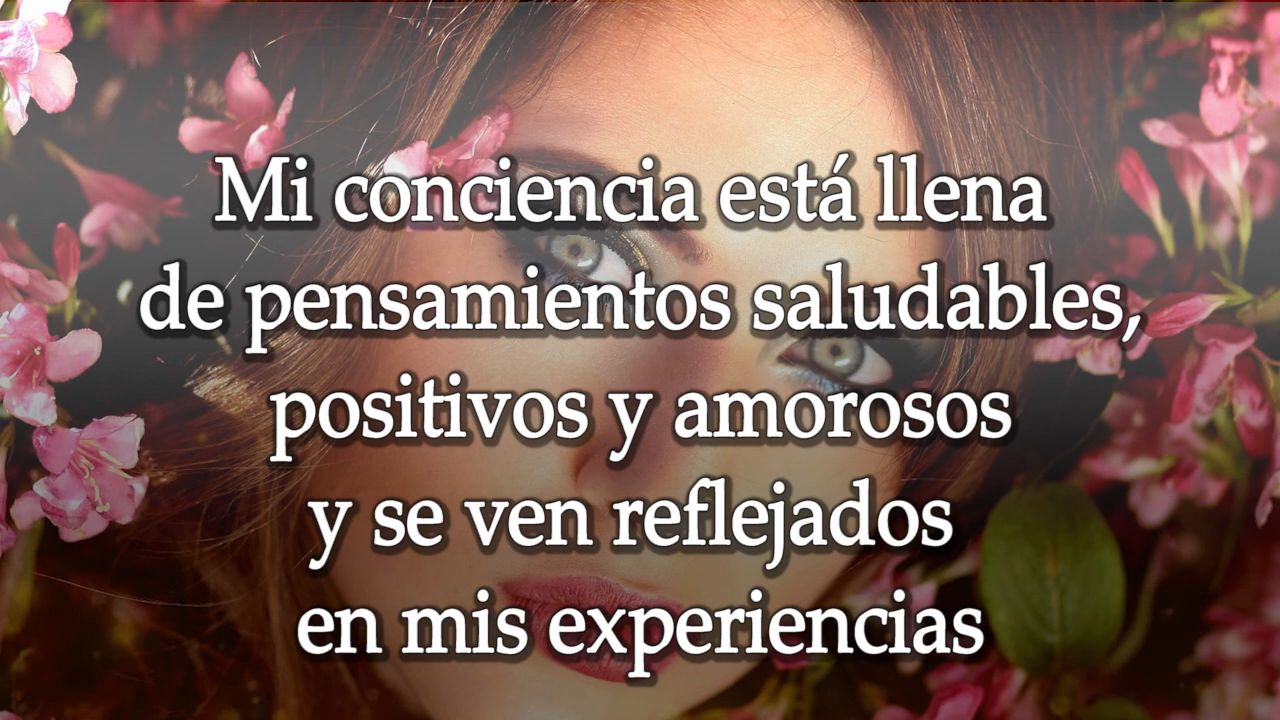 Mi conciencia está llena
de pensamientos saludables,
positivos y amorosos
y se ven reflejados
en mis experiencias